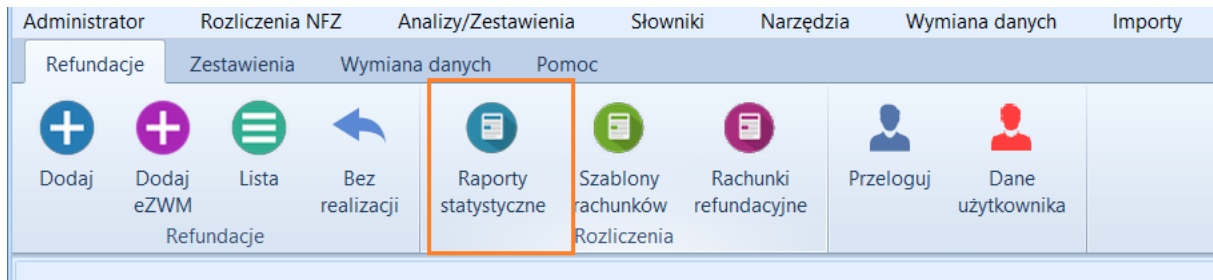 Administrator Rozliczenia NFZ Analizy/Zestawienia Słowniki Narzędzia Wymiana danych Importy
Refundacje Zestawienia Wymiana danych Pomoc
Dodaj Dodaj Lista Bez Raporty Szablony Rachunki Przeloguj Dane
eZWM realizacji statystyczne rachunków refundacyjne użytkownika
Refundacje Rozliczenia